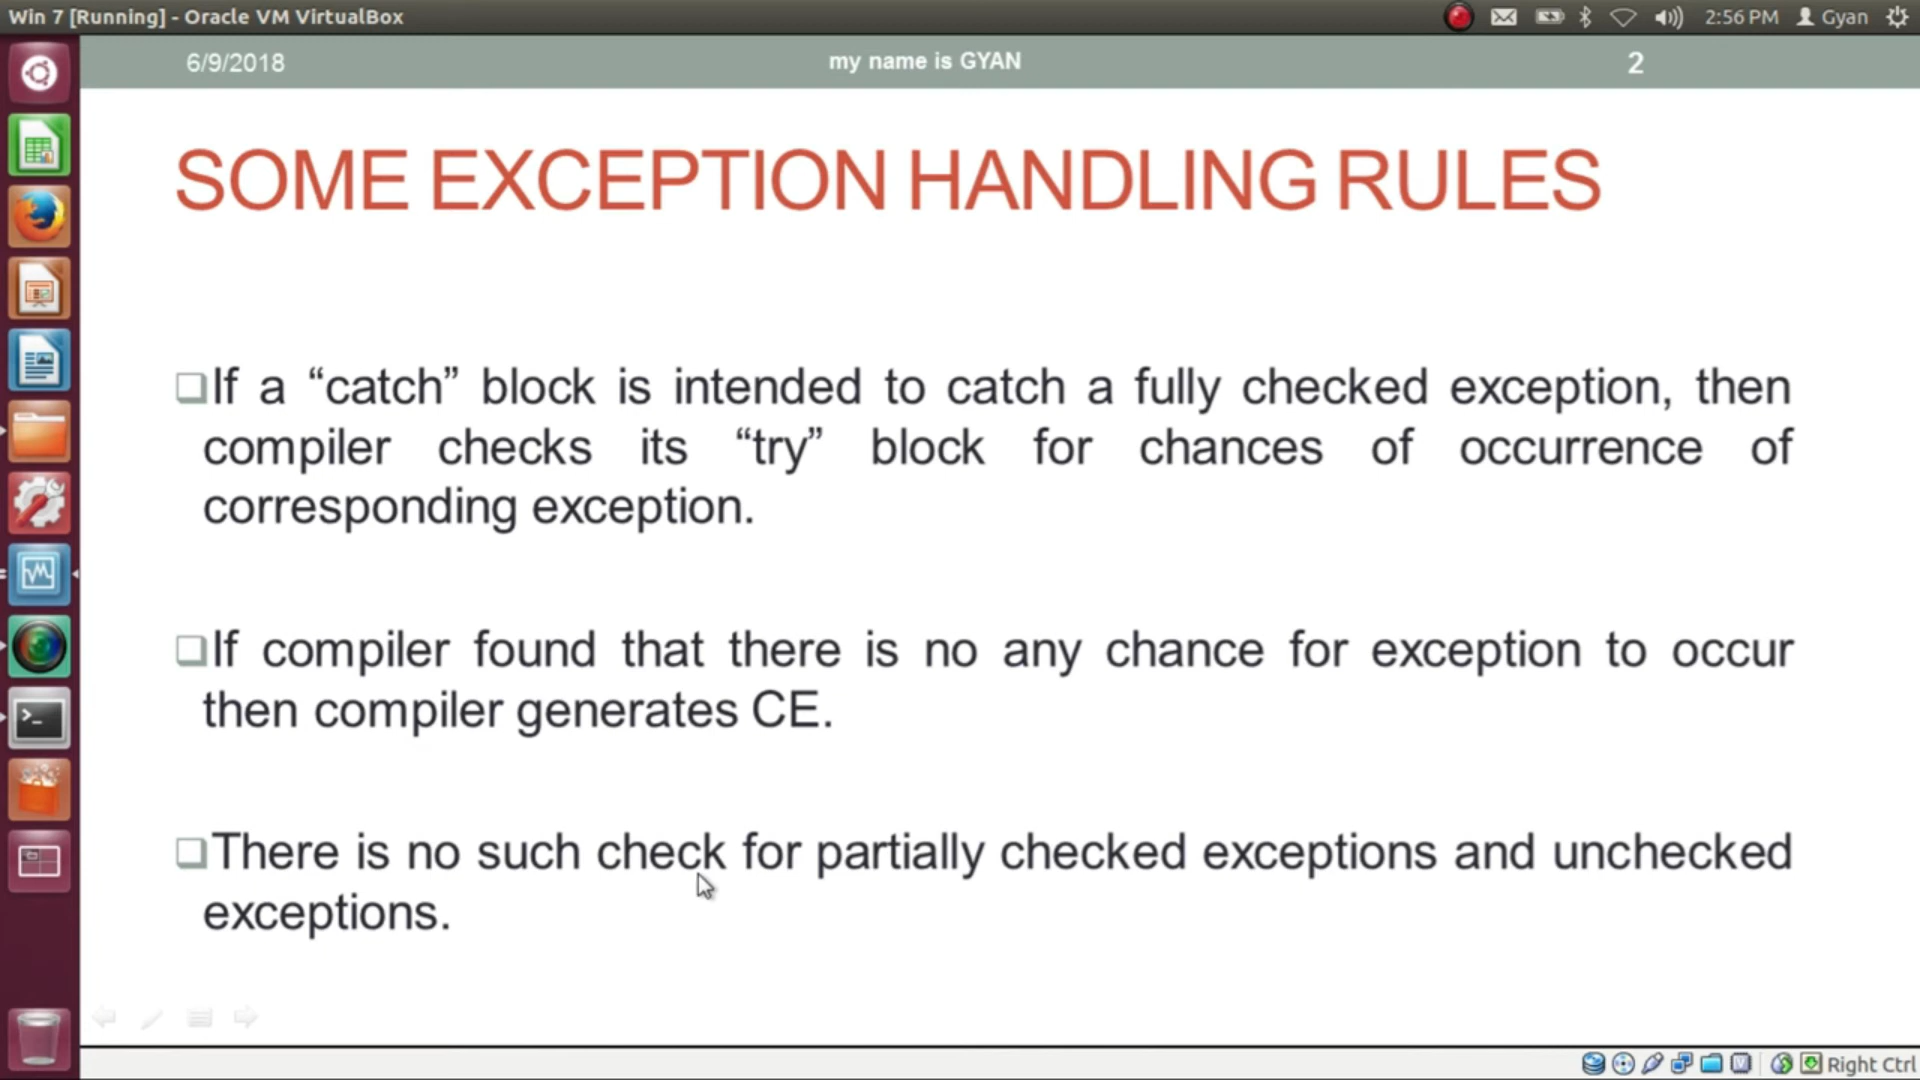 Win 7 [Running] - Oracle VM VirtualBox
2:56 PM Gyan
6/9/2018 my name is GYAN 2
SOME EXCEPTION HANDLING RULES
If a “catch” block is intended to catch a fully checked exception, then
compiler checks its “try” block for chances of occurrence of
corresponding exception.
If compiler found that there is no any chance for exception to occur
then compiler generates CE.
There is no such check for partially checked exceptions and unchecked
exceptions.
Right Ctrl